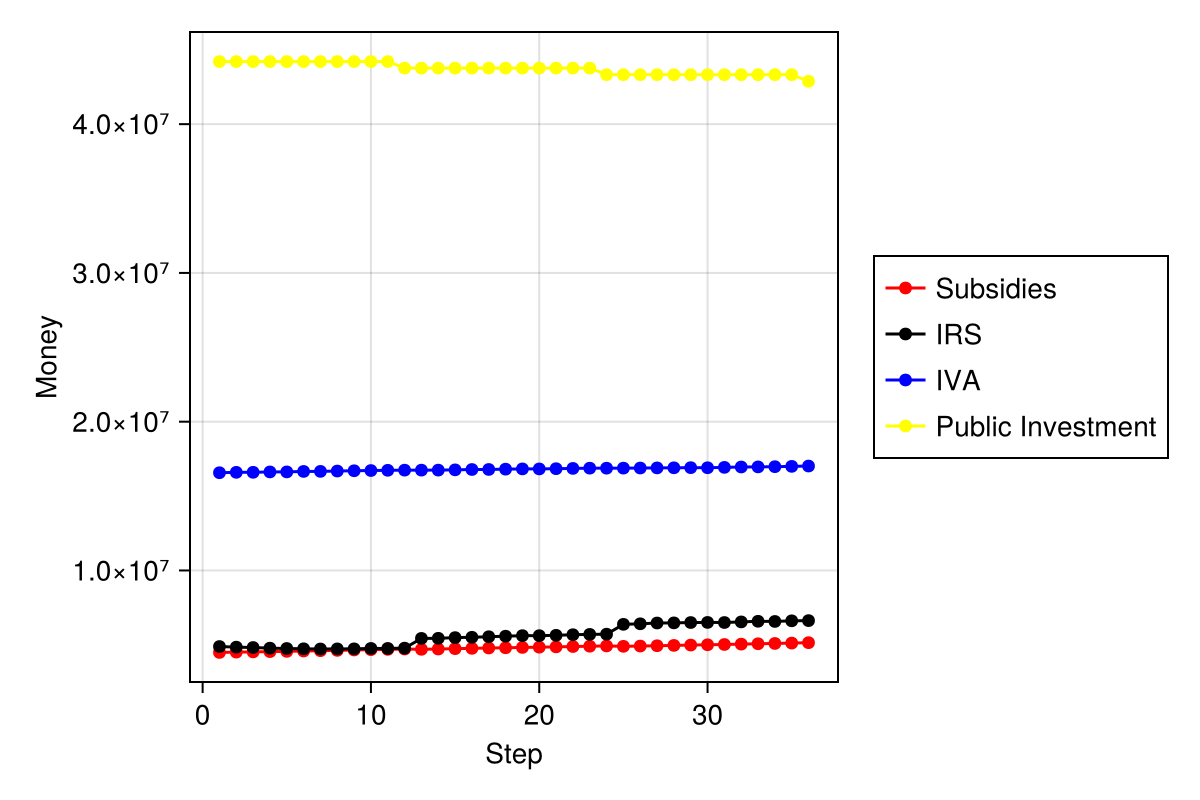 4.0×10⁷
3.0×10⁷
2.0×10⁷
1.0×10⁷
Money
0 10 20 30
Step
Subsidies
IRS
IVA
Public Investment